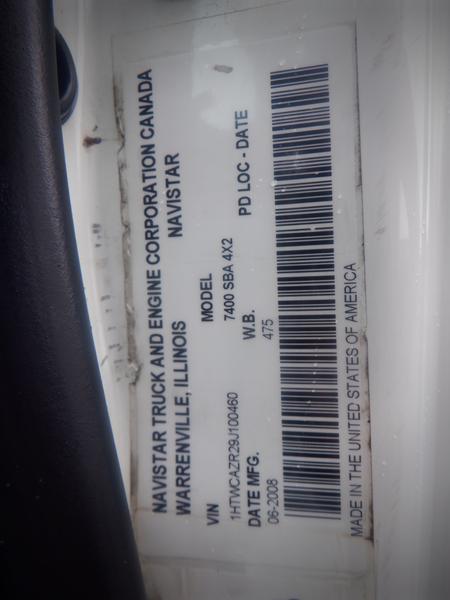 NAVISTAR TRUCK AND ENGINE CORPORATION CANADA
WARRENVILLE, ILLINOIS NAVISTAR
VIN MODEL
1HTWCAZR29J100460 7400 SBA 4X2
DATE MFG. W.B. PD LOC - DATE
06-2008 475
MADE IN THE UNITED STATES OF AMERICA